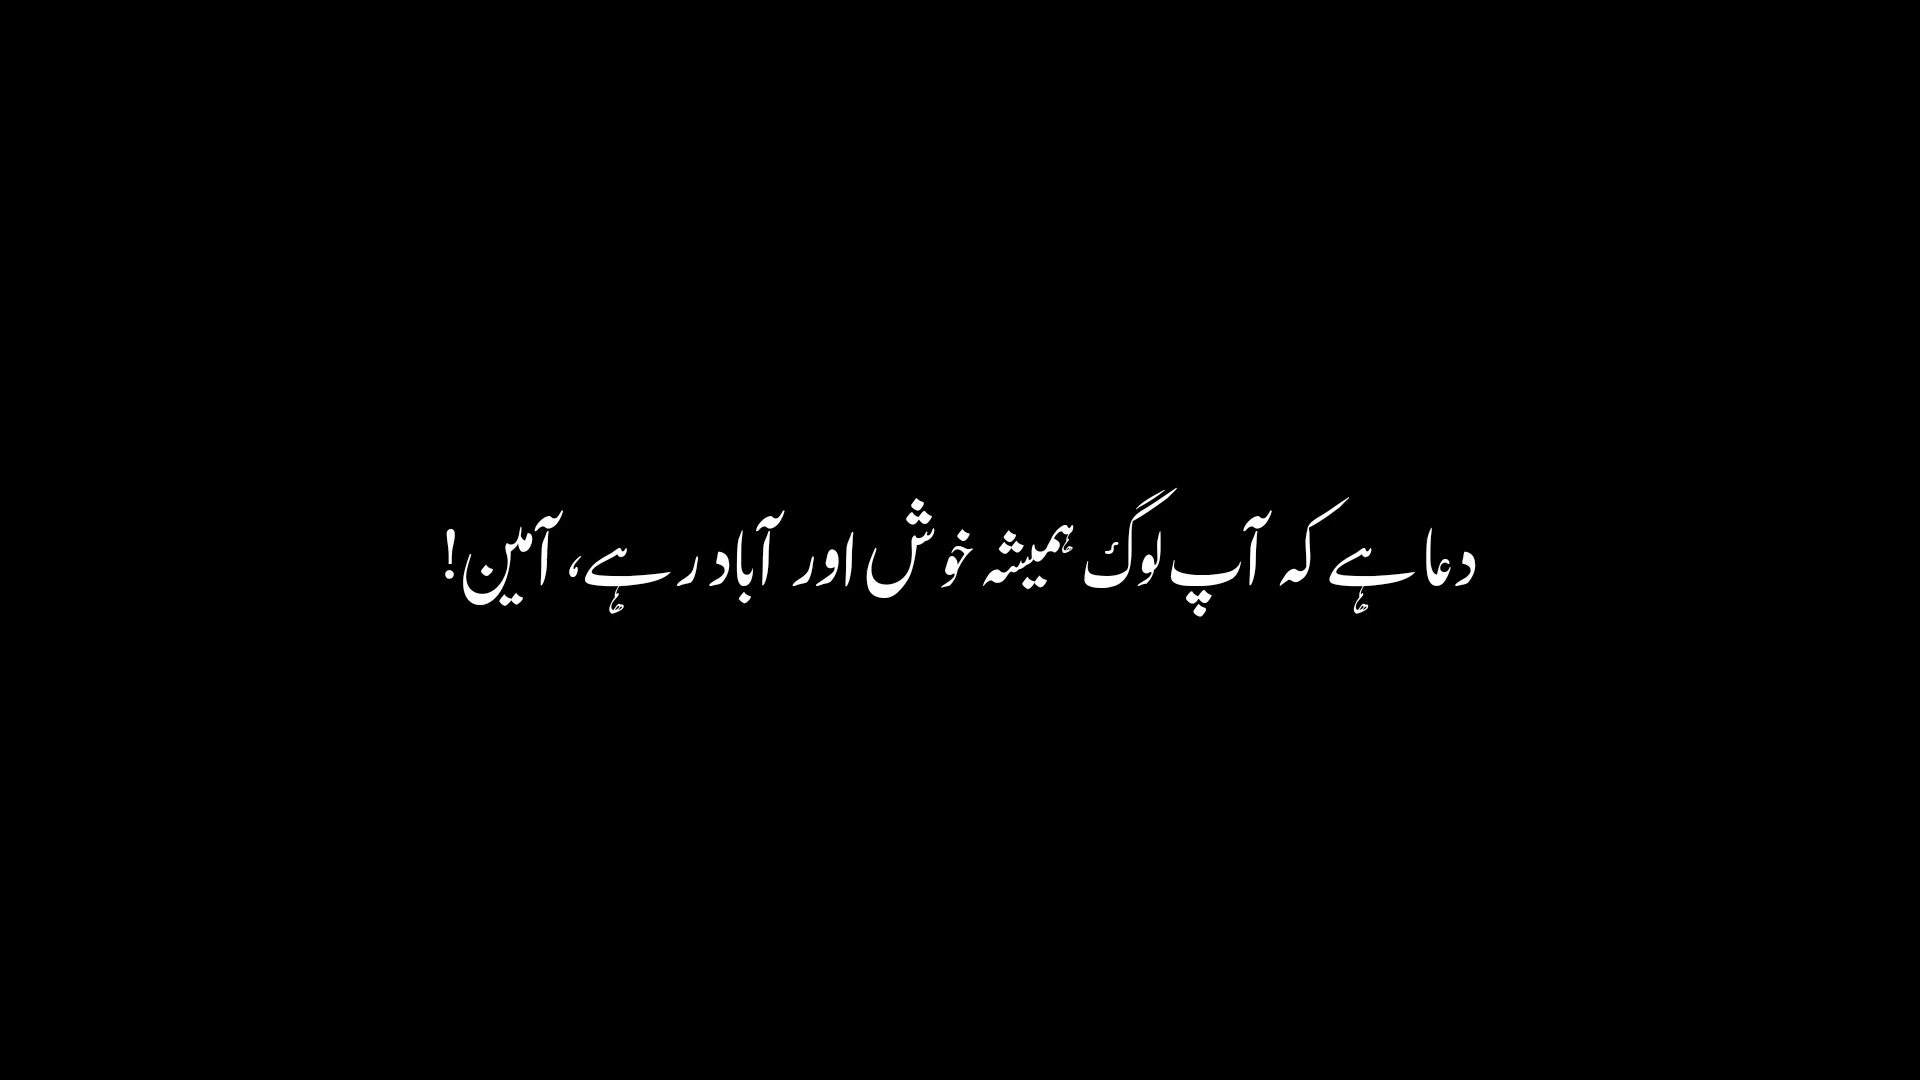 دعا ہے کہ آپ لوگ ہمیشہ خوش اور آباد رہے، آمین!